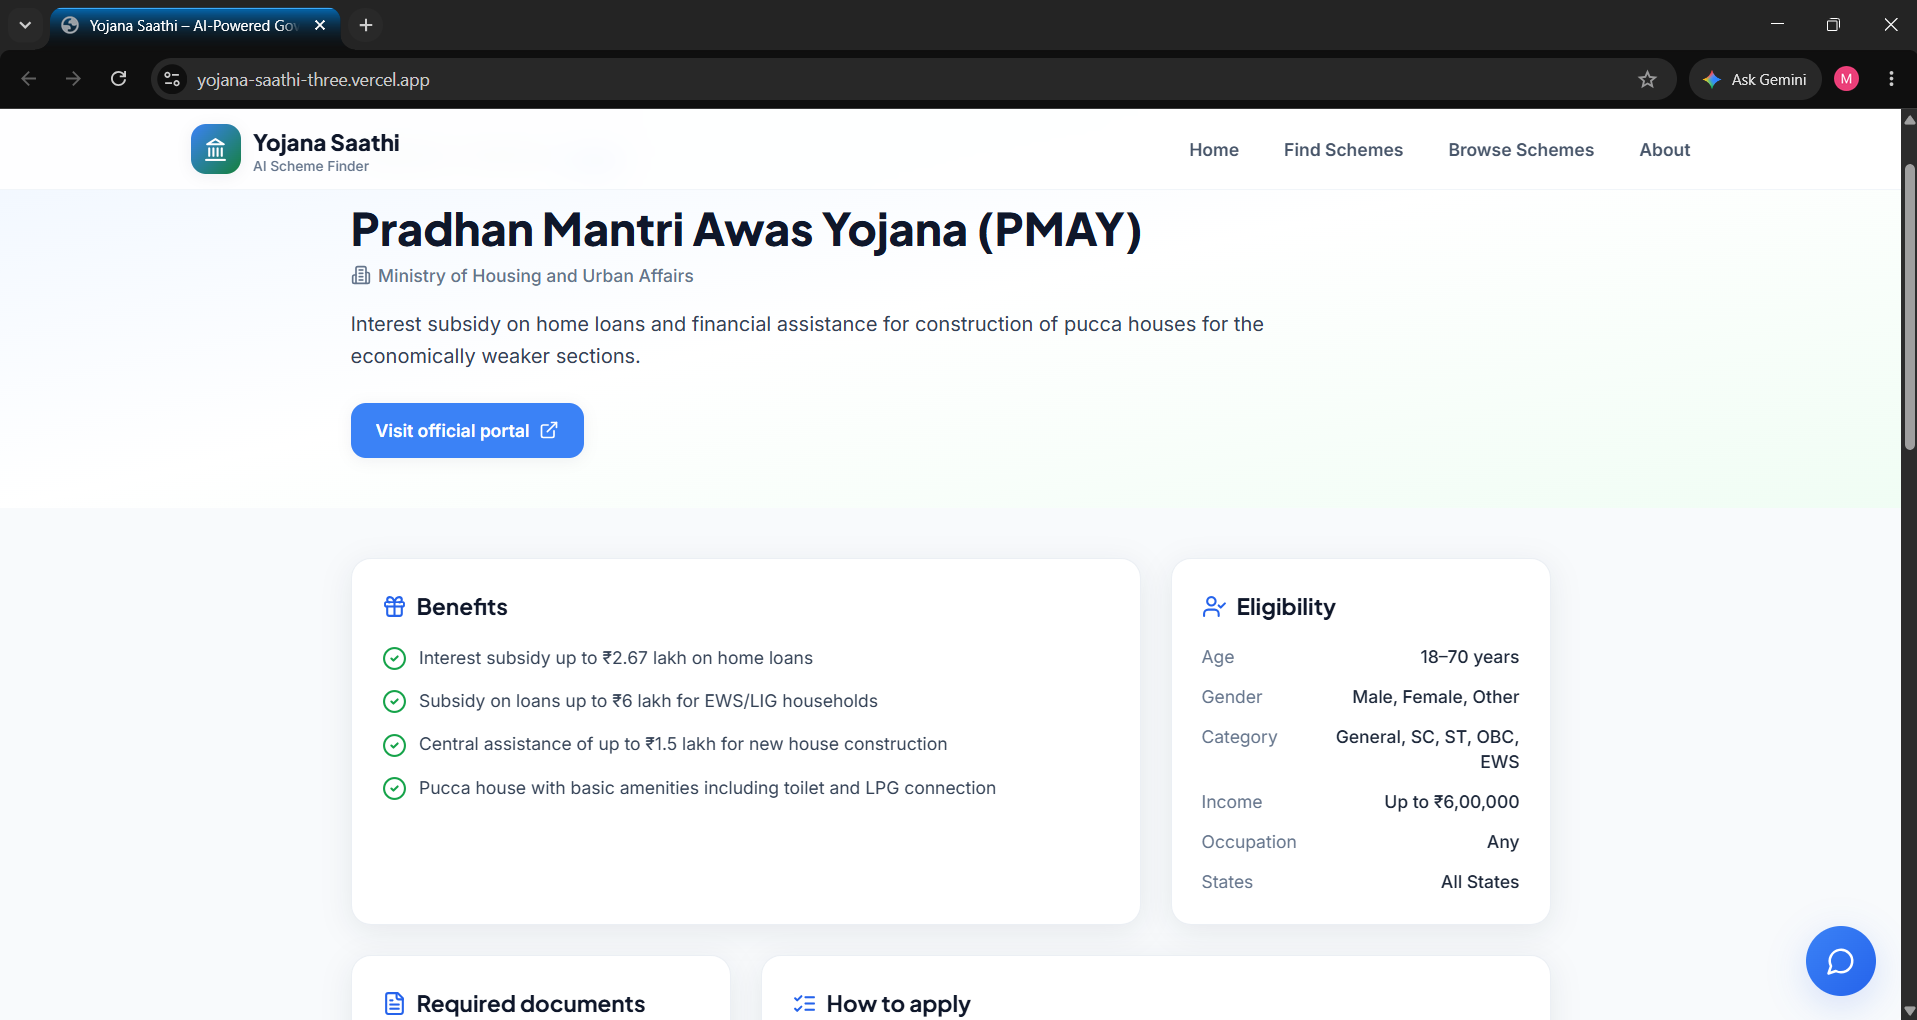 Yojana Saathi – AI-Powered Gov
yojana-saathi-three.vercel.app
Ask Gemini
M
Yojana Saathi
AI Scheme Finder
Home
Find Schemes
Browse Schemes
About
Pradhan Mantri Awas Yojana (PMAY)
Ministry of Housing and Urban Affairs
Interest subsidy on home loans and financial assistance for construction of pucca houses for the
economically weaker sections.
Visit official portal
Benefits
Interest subsidy up to ₹2.67 lakh on home loans
Subsidy on loans up to ₹6 lakh for EWS/LIG households
Central assistance of up to ₹1.5 lakh for new house construction
Pucca house with basic amenities including toilet and LPG connection
Eligibility
Age 18–70 years
Gender Male, Female, Other
Category General, SC, ST, OBC,
EWS
Income Up to ₹6,00,000
Occupation Any
States All States
Required documents
How to apply